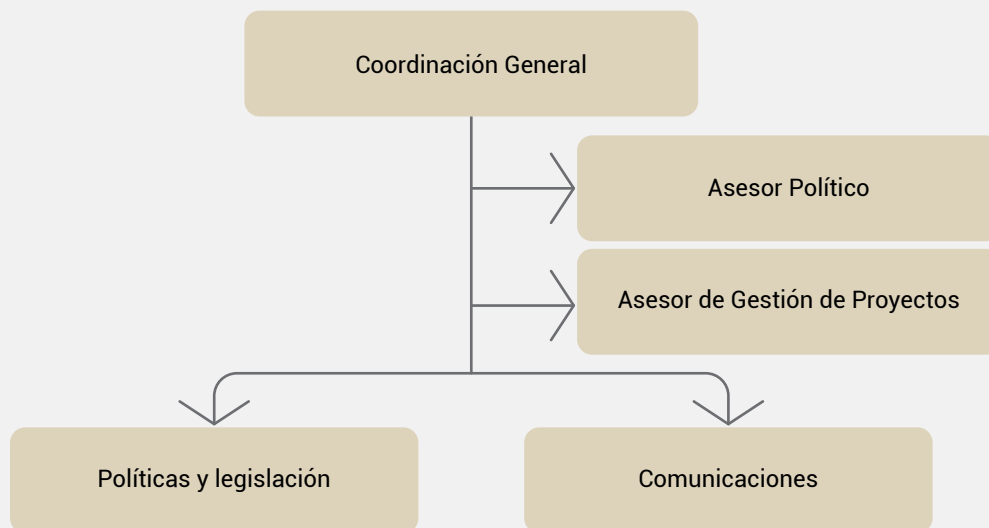 Coordinación General
Asesor Político
Asesor de Gestión de Proyectos
Políticas y legislación
Comunicaciones